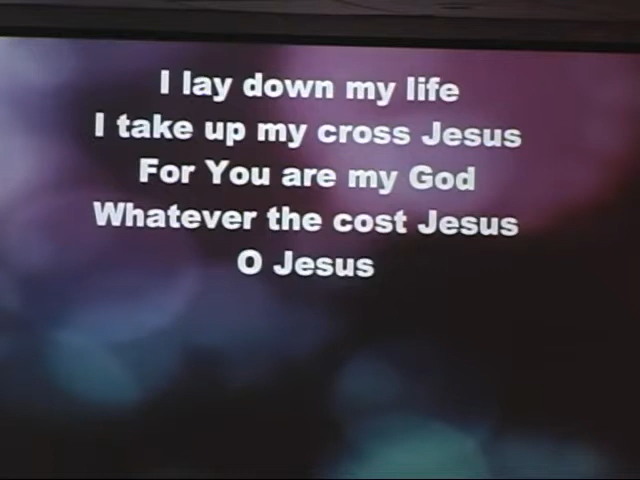 I lay down my life
I take up my cross Jesus
For You are my God
Whatever the cost Jesus
O Jesus